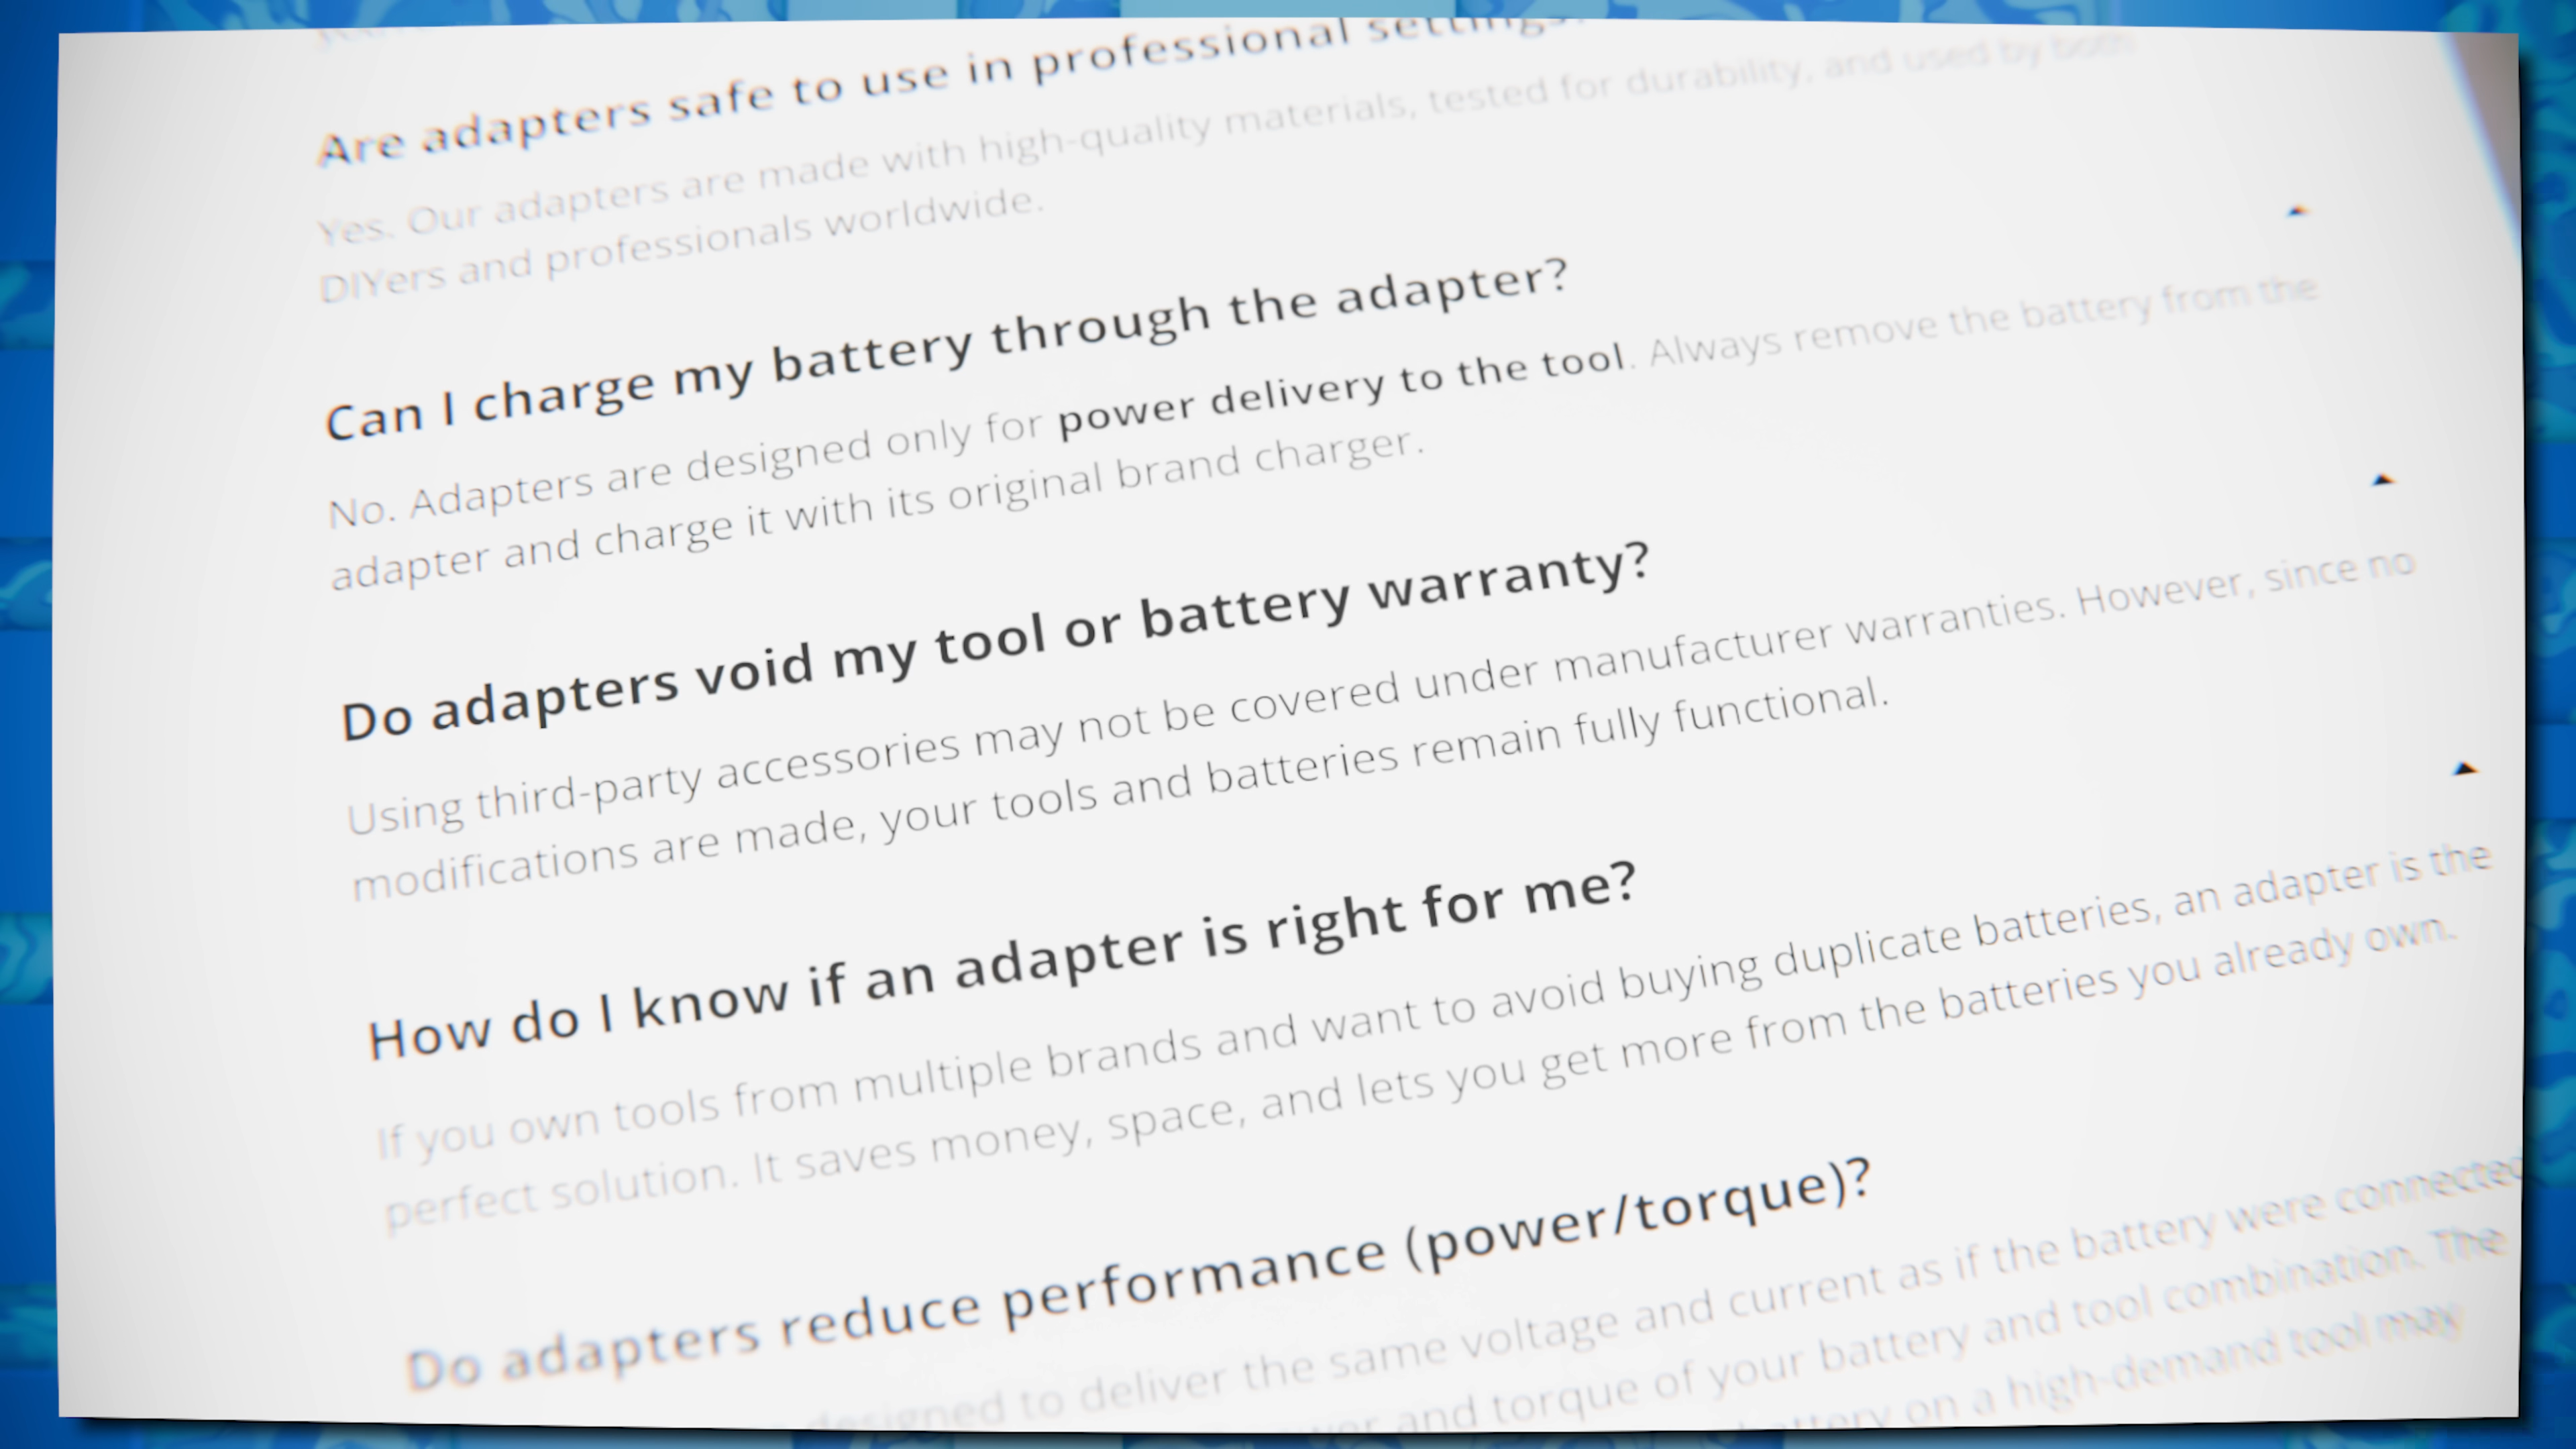 Are adapters safe to use in professional settings?
Yes. Our adapters are made with high-quality materials, tested for durability, and used by both
DIYers and professionals worldwide.
Can I charge my battery through the adapter?
No. Adapters are designed only for power delivery to the tool. Always remove the battery from the
adapter and charge it with its original brand charger.
Do adapters void my tool or battery warranty?
Using third-party accessories may not be covered under manufacturer warranties. However, since no
modifications are made, your tools and batteries remain fully functional.
How do I know if an adapter is right for me?
If you own tools from multiple brands and want to avoid buying duplicate batteries, an adapter is the
perfect solution. It saves money, space, and lets you get more from the batteries you already own.
Do adapters reduce performance (power/torque)?
designed to deliver the same voltage and current as if the battery were connected
and torque of your battery and tool combination. The
battery on a high-demand tool may